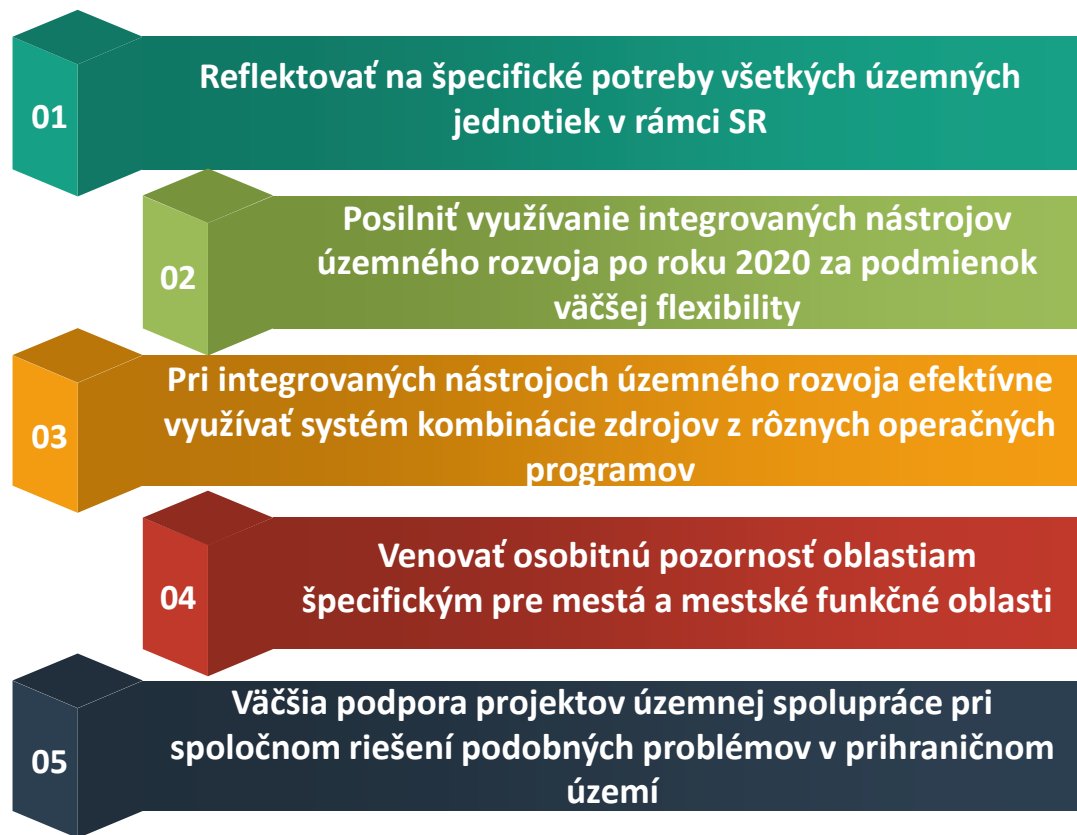 01
Reflektovať na špecifické potreby všetkých územných
jednotiek v rámci SR
02
Posilniť využívanie integrovaných nástrojov
územného rozvoja po roku 2020 za podmienok
väčšej flexibility
03
Pri integrovaných nástrojoch územného rozvoja efektívne
využívať systém kombinácie zdrojov z rôznych operačných
programov
04
Venovať osobitnú pozornosť oblastiam
špecifickým pre mestá a mestské funkčné oblasti
05
Väčšia podpora projektov územnej spolupráce pri
spoločnom riešení podobných problémov v prihraničnom
území